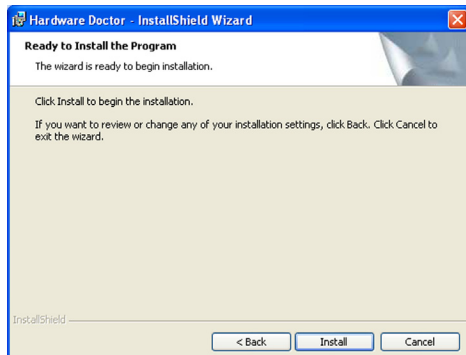 Hardware Doctor - InstallShield Wizard
Ready to Install the Program
The wizard is ready to begin installation.
Click Install to begin the installation.
If you want to review or change any of your installation settings, click Back. Click Cancel to
exit the wizard.
InstallShield
< Back Install Cancel